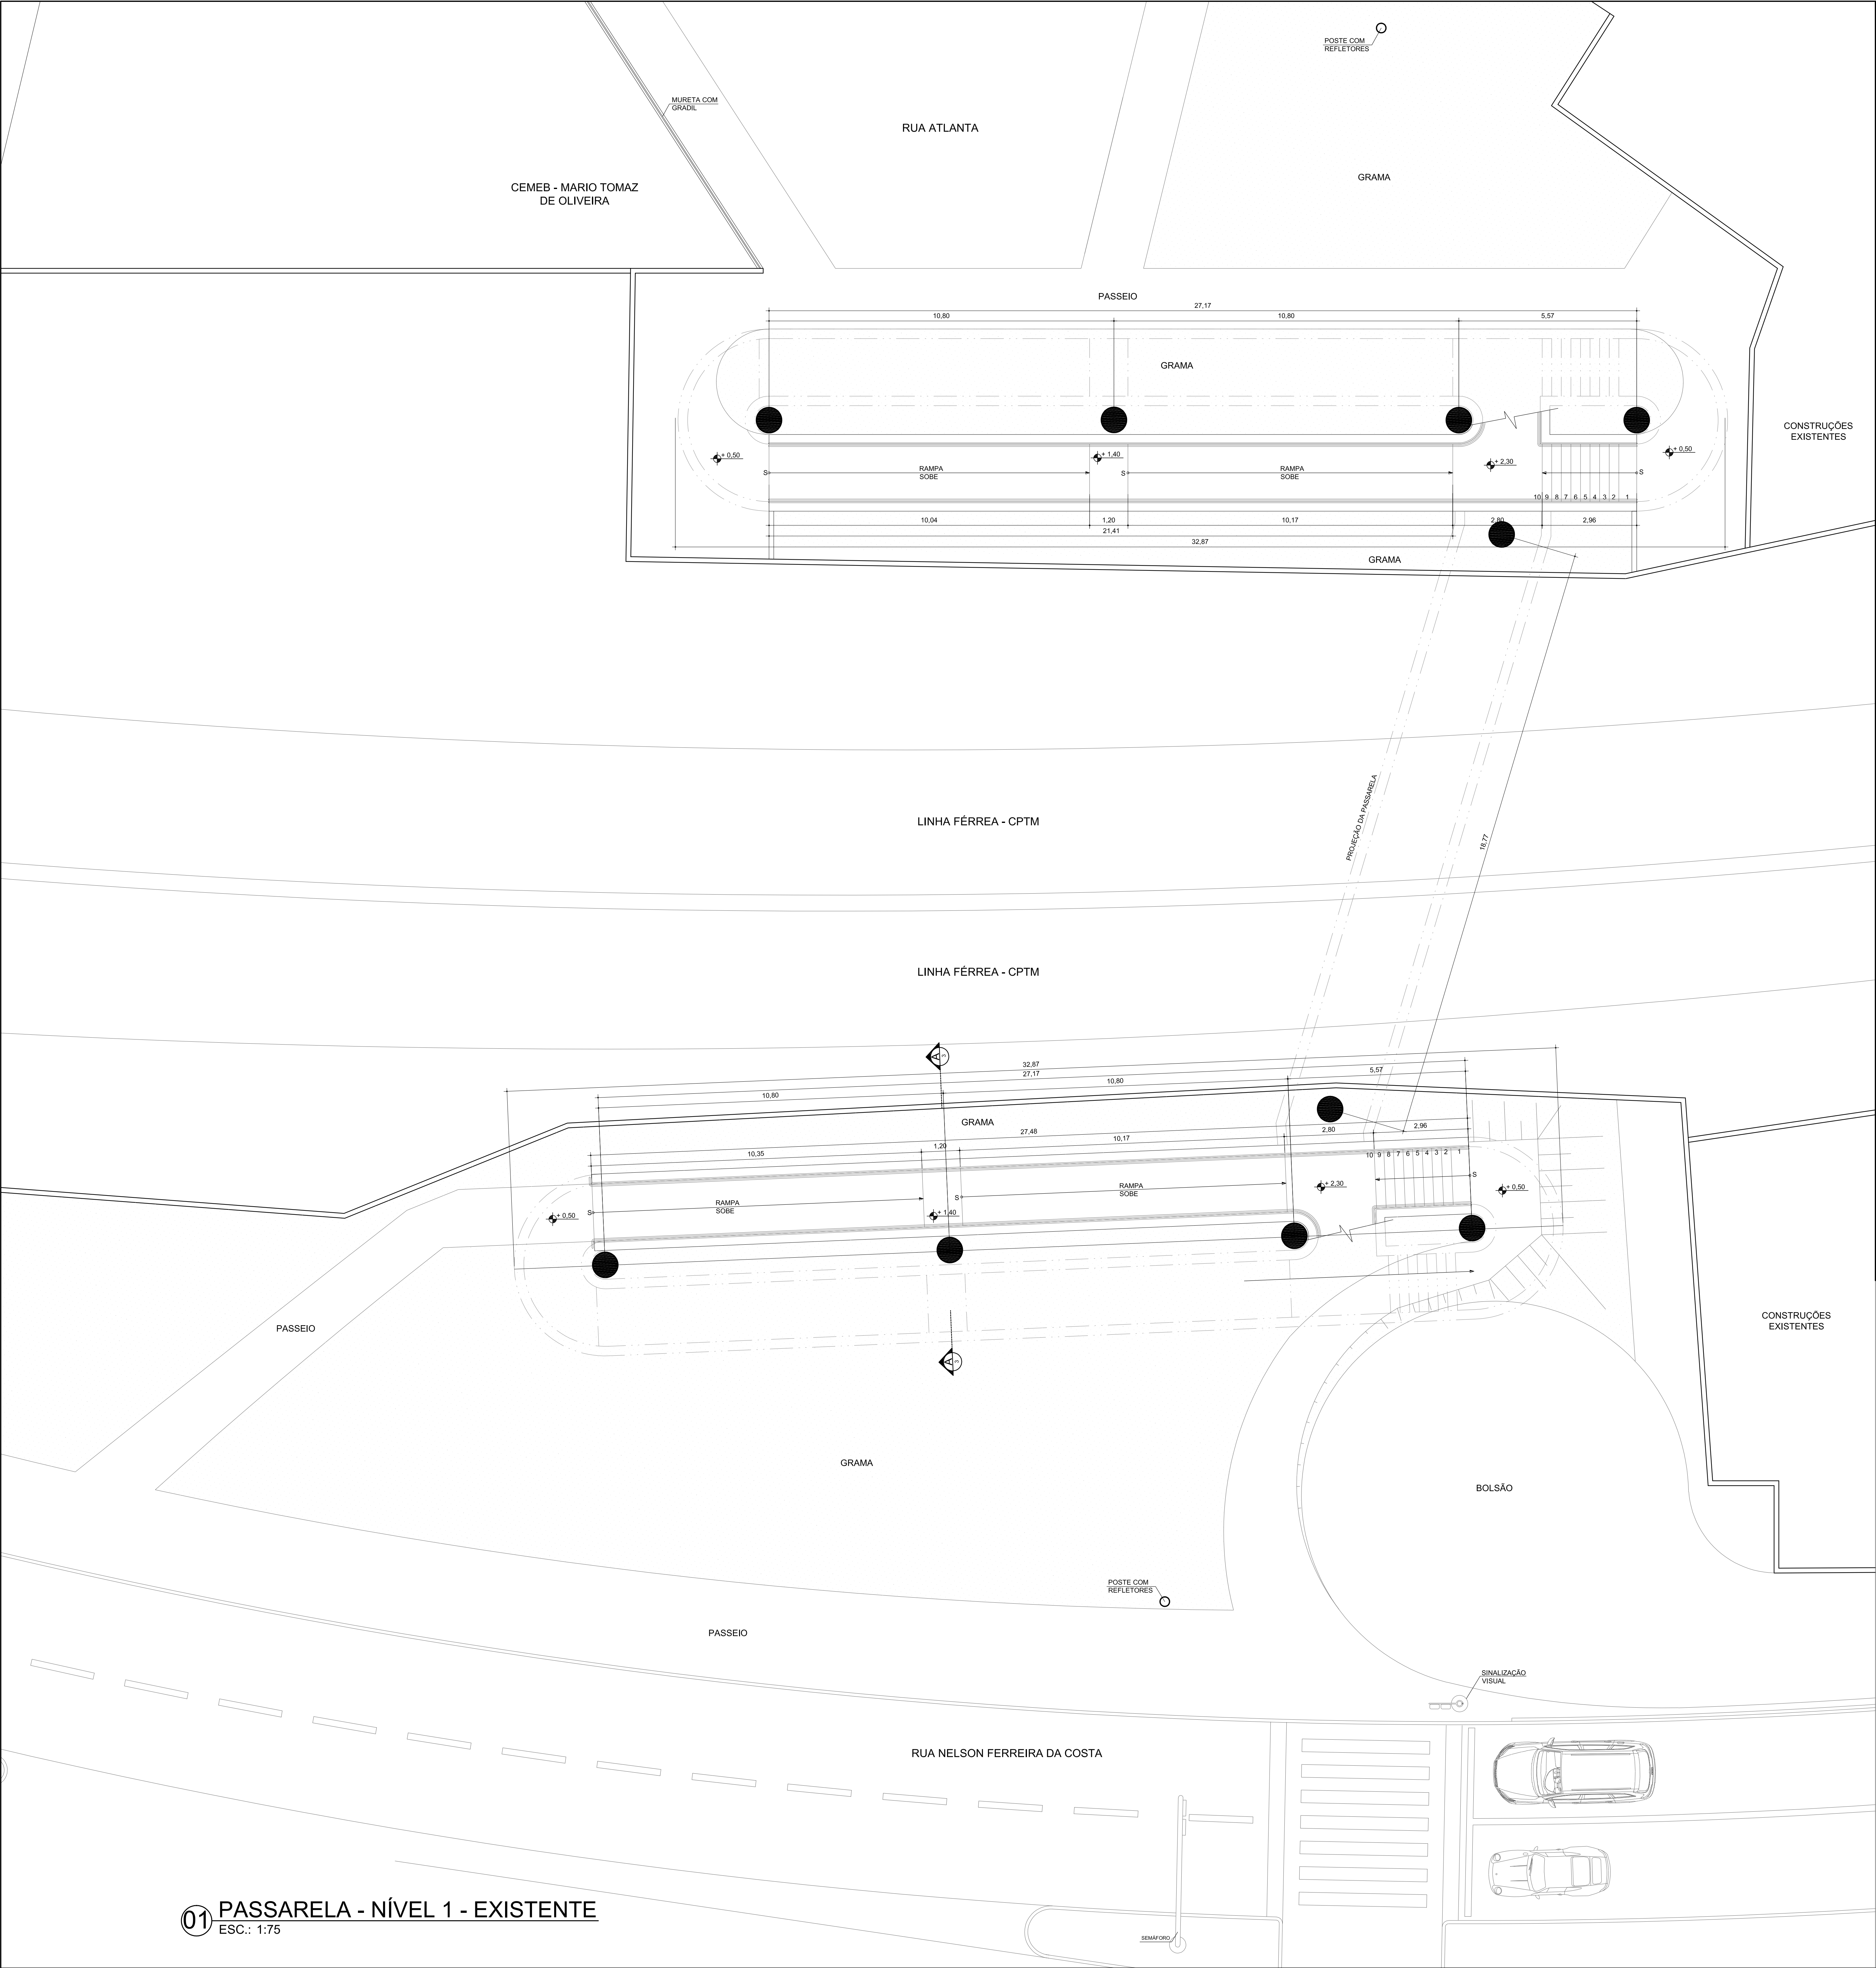 POSTE COM
REFLETORES
MURETA COM
GRADIL
RUA ATLANTA
GRAMA
CEMEB - MARIO TOMAZ
DE OLIVEIRA
PASSEIO
27,17
10,80
10,80
5,57
GRAMA
CONSTRUÇÕES
EXISTENTES
+ 0,50
+ 1,40
+ 2,30
+ 0,50
S
RAMPA
SOBE
S
RAMPA
SOBE
S
10 9 8 7 6 5 4 3 2 1
10,04
1,20
10,17
2,80
2,96
21,41
32,87
GRAMA
PROJEÇÃO DA PASSARELA
18,77
LINHA FÉRREA - CPTM
LINHA FÉRREA - CPTM
A
3
32,87
27,17
5,57
10,80
10,80
GRAMA
27,48
2,96
2,80
10,17
1,20
10,35
10 9 8 7 6 5 4 3 2 1
S
RAMPA
SOBE
S
RAMPA
SOBE
S
+ 2,30
+ 0,50
+ 1,40
+ 0,50
CONSTRUÇÕES
EXISTENTES
PASSEIO
A
3
GRAMA
BOLSÃO
POSTE COM
REFLETORES
PASSEIO
SINALIZAÇÃO
VISUAL
RUA NELSON FERREIRA DA COSTA
SEMÁFORO
01 PASSARELA - NÍVEL 1 - EXISTENTE
ESC.: 1:75